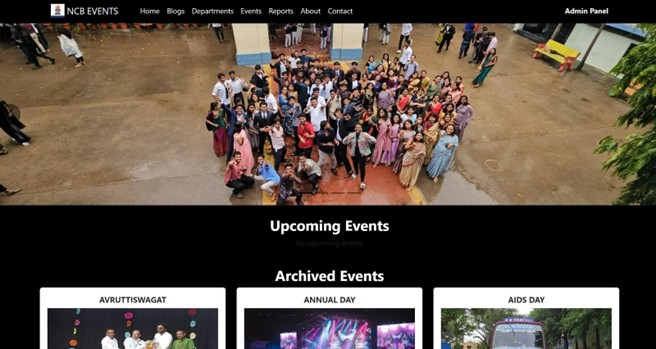 NCB EVENTS Home Blogs Departments Events Reports About Contact Admin Panel
Upcoming Events
No upcoming events
Archived Events
AVRUTTISWAGAT ANNUAL DAY AIDS DAY